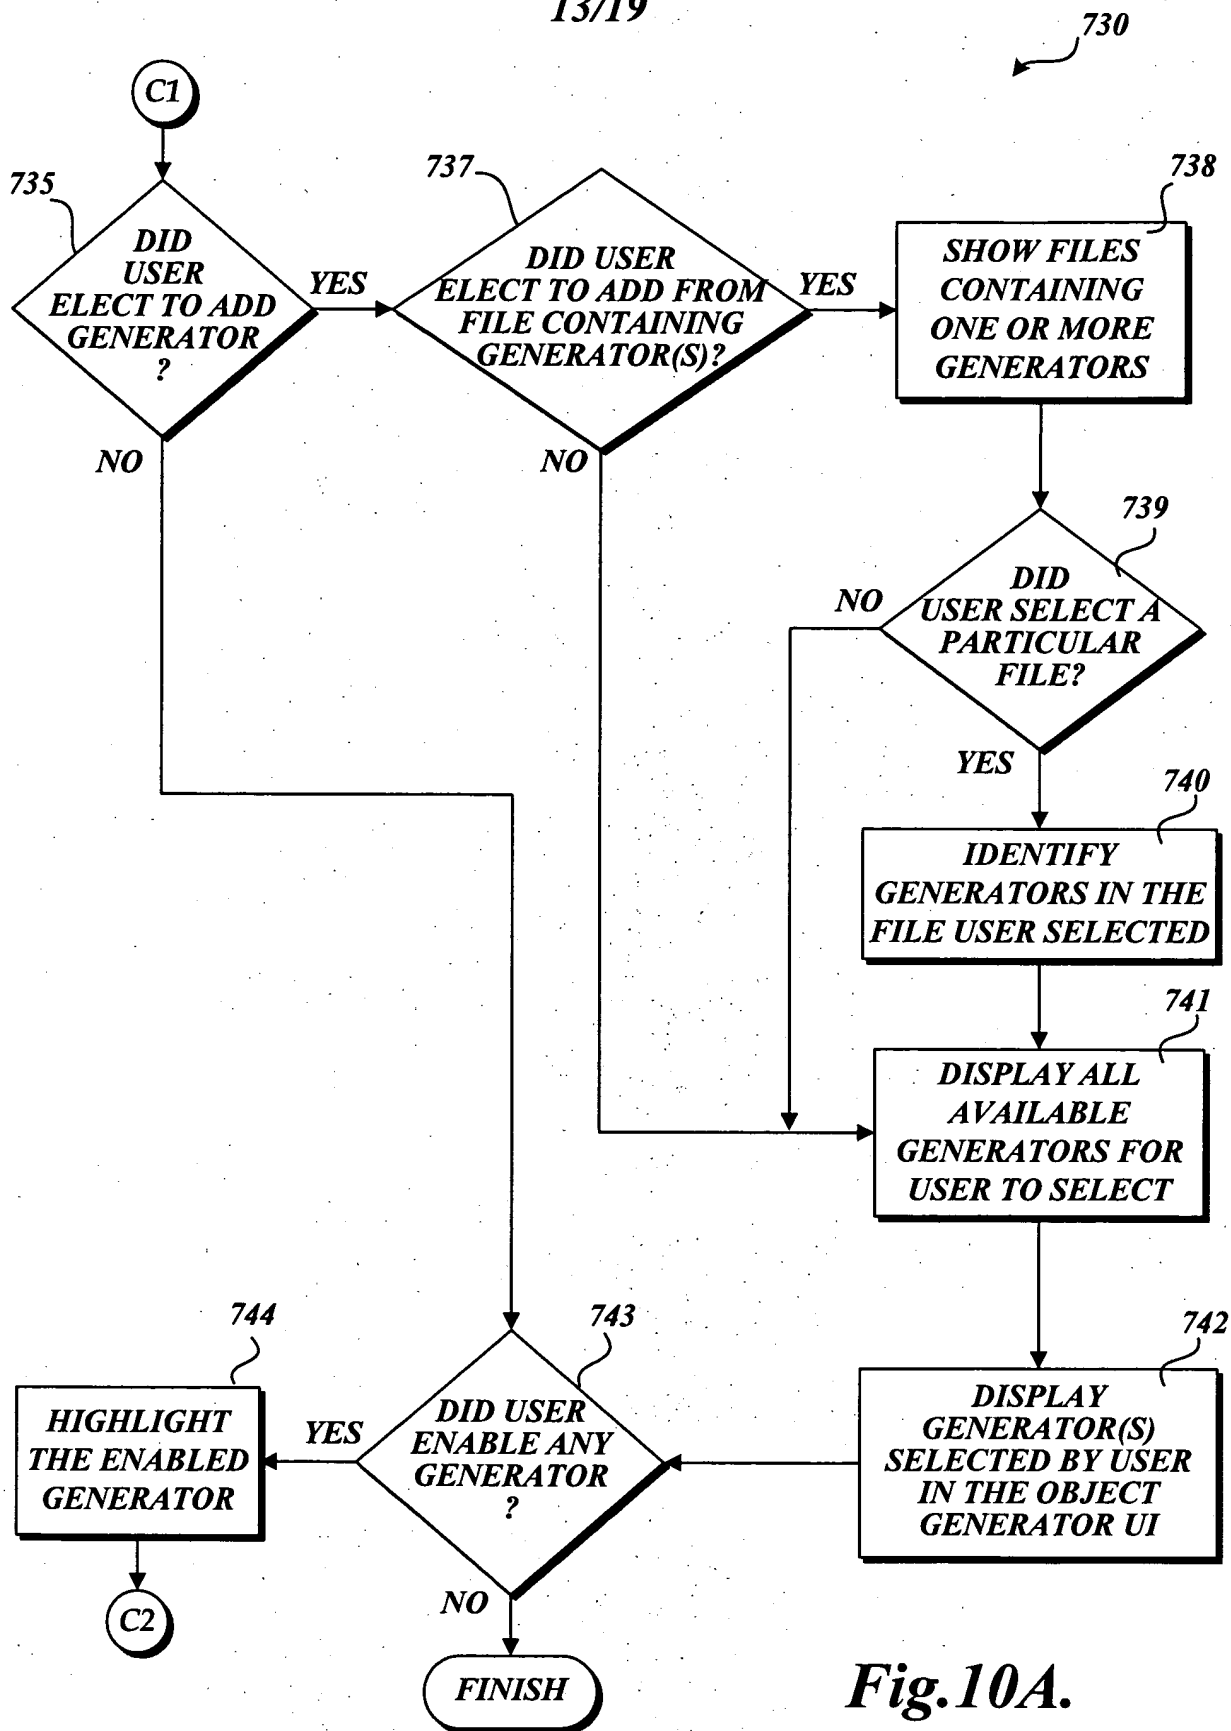 13/19
730
C1
735
DID
USER
ELECT TO ADD
GENERATOR
?
YES
NO
737
DID USER
ELECT TO ADD FROM
FILE CONTAINING
GENERATOR(S)?
YES
NO
738
SHOW FILES
CONTAINING
ONE OR MORE
GENERATORS
739
DID
USER SELECT A
PARTICULAR
FILE?
NO
YES
740
IDENTIFY
GENERATORS IN THE
FILE USER SELECTED
741
DISPLAY ALL
AVAILABLE
GENERATORS FOR
USER TO SELECT
742
DISPLAY
GENERATOR(S)
SELECTED BY USER
IN THE OBJECT
GENERATOR UI
743
DID USER
ENABLE ANY
GENERATOR
?
YES
NO
744
HIGHLIGHT
THE ENABLED
GENERATOR
C2
FINISH
Fig.10A.